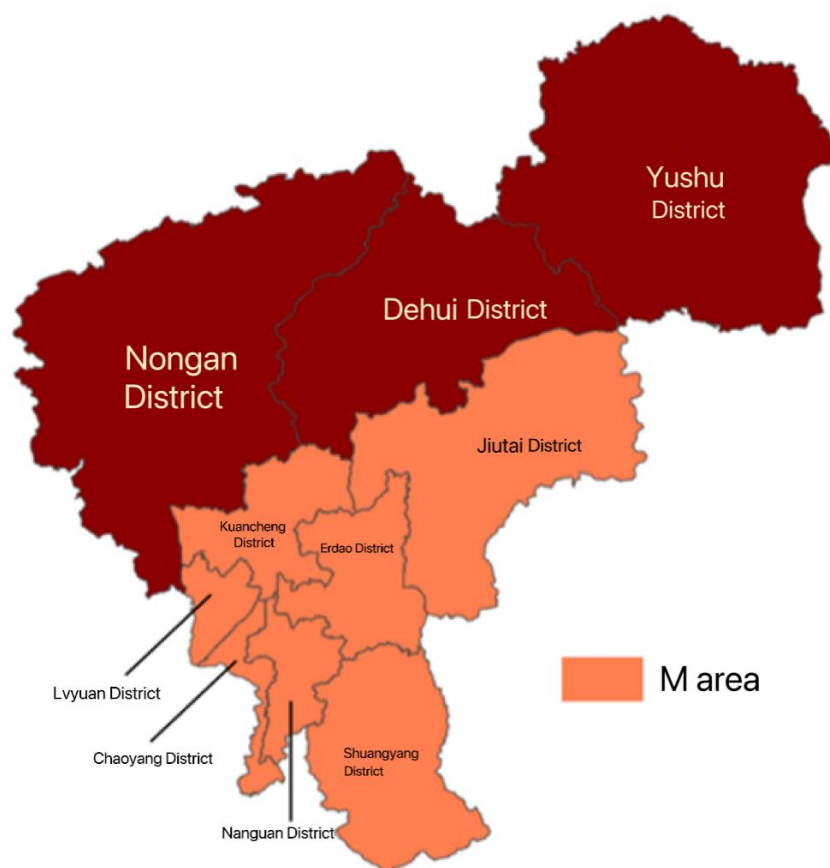 Yushu
District
Dehui District
Nongan
District
Jiutai District
Kuancheng
District
Erdao District
Lvyuan District
M area
Chaoyang District
Shuangyang
District
Nanguan District